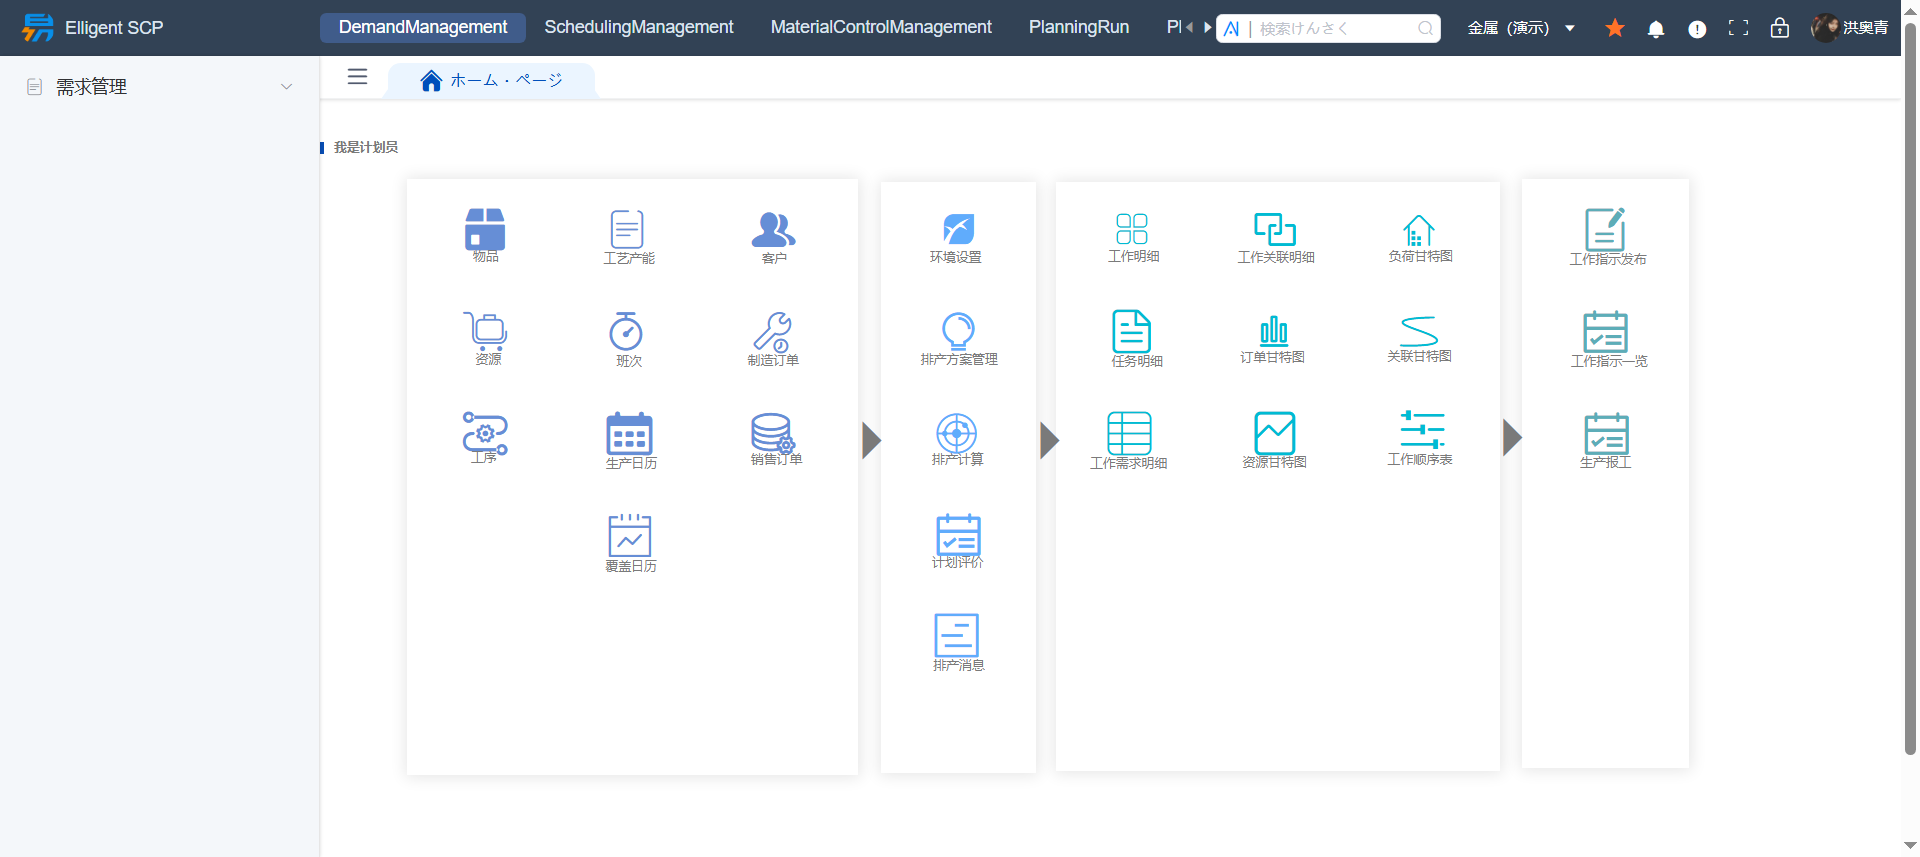 Elligent SCP
DemandManagement SchedulingManagement MaterialControlManagement PlanningRun
検索けんさく
金属 (演示)
洪奥青
需求管理
ホーム・ページ
我是计划员
物品 工艺产能 客户
资源 班次 制造订单
工序 生产日历 销售订单
覆盖日历
环境设置
排产方案管理
排产计算
计划评价
排产消息
工作明细 工作关联明细 负荷甘特图
任务明细 订单甘特图 关联甘特图
工作需求明细 资源甘特图 工作顺序表
工作指示发布
工作指示一览
生产报工